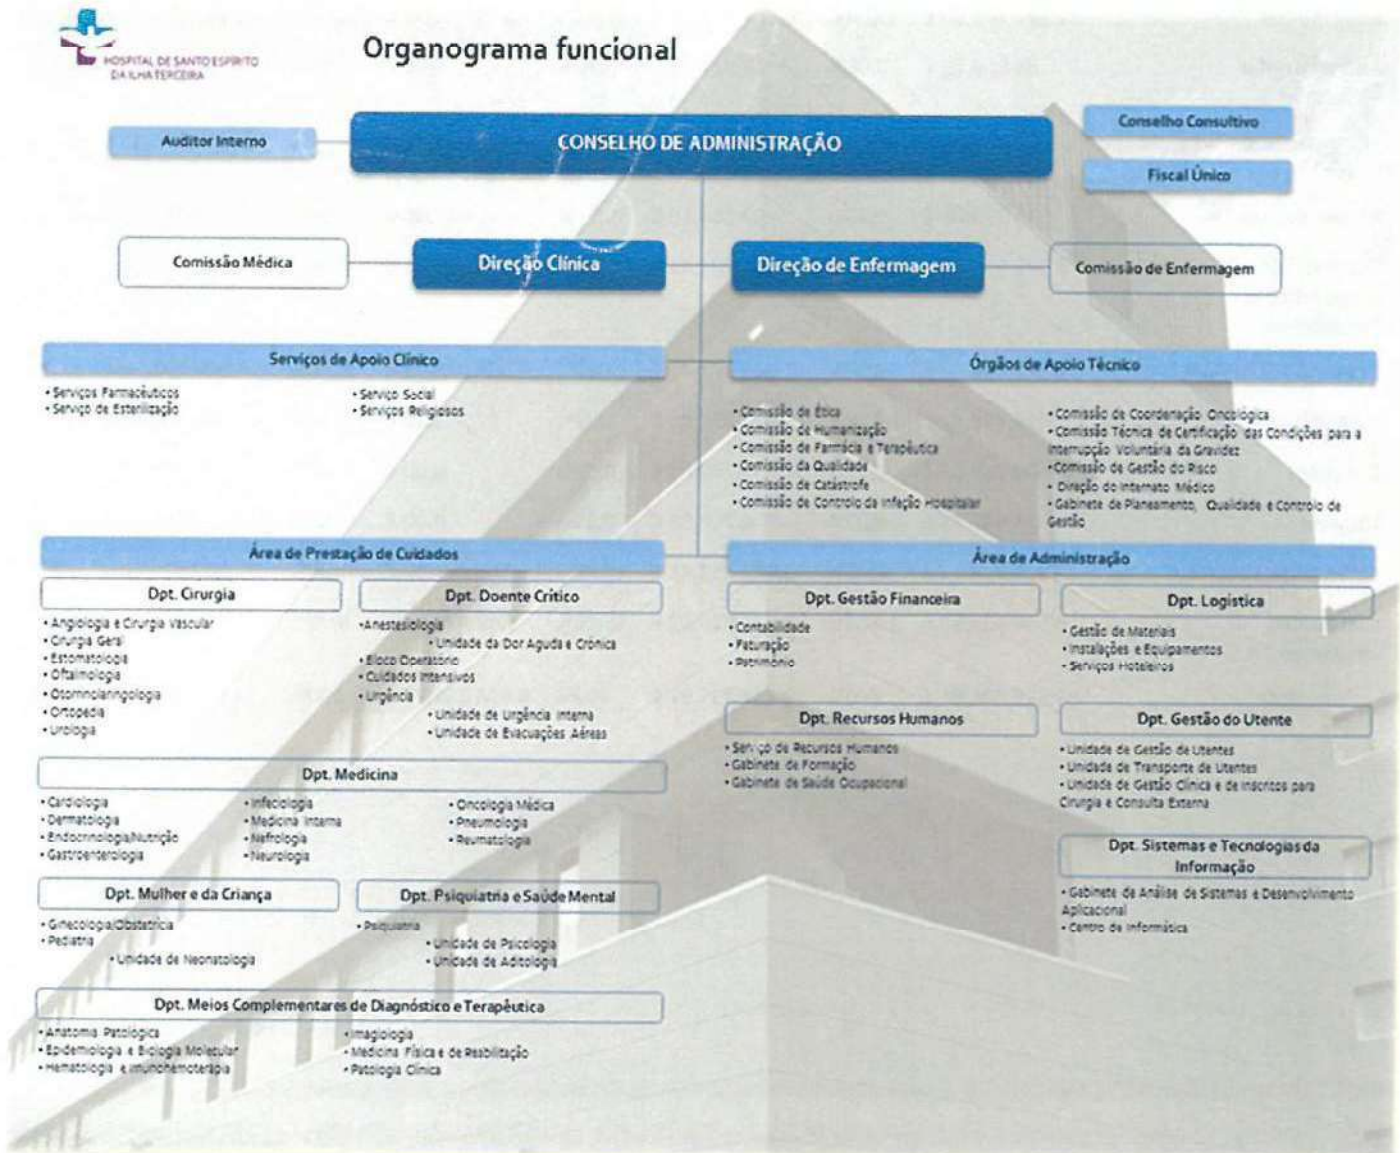 HOSPITAL DE SANTO ESPÍRITO
DA ILHA TERCEIRA
Organograma funcional
Auditor Interno
CONSELHO DE ADMINISTRAÇÃO
Conselho Consultivo
Fiscal Único
Comissão Médica
Direção Clínica
Direção de Enfermagem
Comissão de Enfermagem
Serviços de Apoio Clínico
• Serviços Farmacêuticos
• Serviço de Esterilização
• Serviço Social
• Serviços Religiosos
Órgãos de Apoio Técnico
• Comissão de Ética
• Comissão de Humanização
• Comissão de Farmácia e Terapêutica
• Comissão da Qualidade
• Comissão de Catástrofe
• Comissão de Controlo da Infeção Hospitalar
• Comissão de Coordenação Oncológica
• Comissão Técnica de Certificação das Condições para a
Interrupção Voluntária da Gravidez
• Comissão de Gestão do Risco
• Direção do Internato Médico
• Gabinete de Planeamento, Qualidade e Controlo de
Gestão
Área de Prestação de Cuidados
Dpt. Cirurgia
• Angiologia e Cirurgia Vascular
• Cirurgia Geral
• Estomatologia
• Oftalmologia
• Otorrinolaringologia
• Ortopedia
• Urologia
Dpt. Doente Crítico
• Anestesiologia
• Unidade da Dor Aguda e Crónica
• Bloco Operatório
• Cuidados Intensivos
• Urgência
• Unidade de Urgência Interna
• Unidade de Evacuações Aéreas
Dpt. Medicina
• Cardiologia
• Dermatologia
• Endocrinologia/Nutrição
• Gastroenterologia
• Infeciologia
• Medicina Interna
• Nefrologia
• Neurologia
• Oncologia Médica
• Pneumologia
• Reumatologia
Dpt. Mulher e da Criança
• Ginecologia/Obstetrícia
• Pediatria
• Unidade de Neonatologia
Dpt. Psiquiatria e Saúde Mental
• Psiquiatria
• Unidade de Psicologia
• Unidade de Aditologia
Dpt. Meios Complementares de Diagnóstico e Terapêutica
• Anatomia Patológica
• Epidemiologia e Biologia Molecular
• Hematologia e Imunohemoterapia
• Imagiologia
• Medicina Física e de Reabilitação
• Patologia Clínica
Área de Administração
Dpt. Gestão Financeira
• Contabilidade
• Faturação
• Património
Dpt. Logistica
• Gestão de Materiais
• Instalações e Equipamentos
• Serviços Hoteleiros
Dpt. Recursos Humanos
• Serviço de Recursos Humanos
• Gabinete de Formação
• Gabinete de Saúde Ocupacional
Dpt. Gestão do Utente
• Unidade de Gestão de Utentes
• Unidade de Transporte de Utentes
• Unidade de Gestão Clínica e de Inscritos para
Cirurgia e Consulta Externa
Dpt. Sistemas e Tecnologias da
Informação
• Gabinete de Análise de Sistemas e Desenvolvimento
Aplicacional
• Centro de Informática